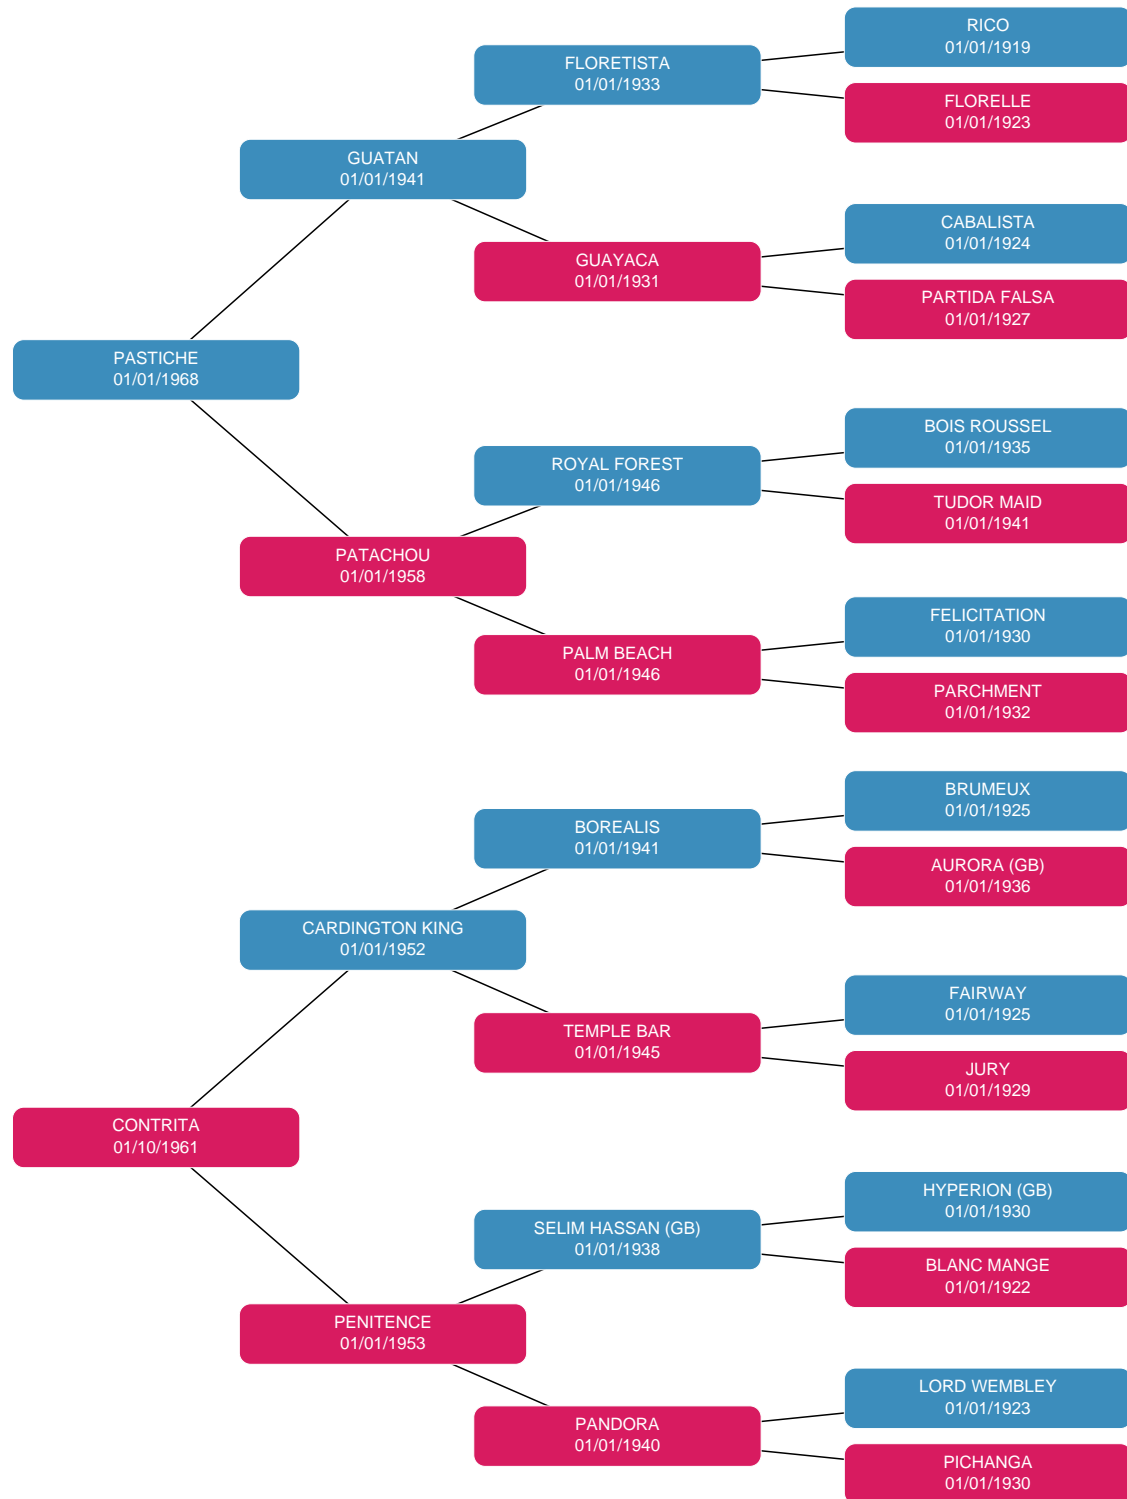 RICO
01/01/1919
FLORETISTA
01/01/1933
FLORELLE
01/01/1923
GUATAN
01/01/1941
CABALISTA
01/01/1924
GUAYACA
01/01/1931
PARTIDA FALSA
01/01/1927
PASTICHE
01/01/1968
BOIS ROUSSEL
01/01/1935
ROYAL FOREST
01/01/1946
TUDOR MAID
01/01/1941
PATACHOU
01/01/1958
FELICITATION
01/01/1930
PALM BEACH
01/01/1946
PARCHMENT
01/01/1932
BRUMEUX
01/01/1925
BOREALIS
01/01/1941
AURORA (GB)
01/01/1936
CARDINGTON KING
01/01/1952
FAIRWAY
01/01/1925
TEMPLE BAR
01/01/1945
JURY
01/01/1929
CONTRITA
01/10/1961
HYPERION (GB)
01/01/1930
SELIM HASSAN (GB)
01/01/1938
BLANC MANGE
01/01/1922
PENITENCE
01/01/1953
LORD WEMBLEY
01/01/1923
PANDORA
01/01/1940
PICHANGA
01/01/1930